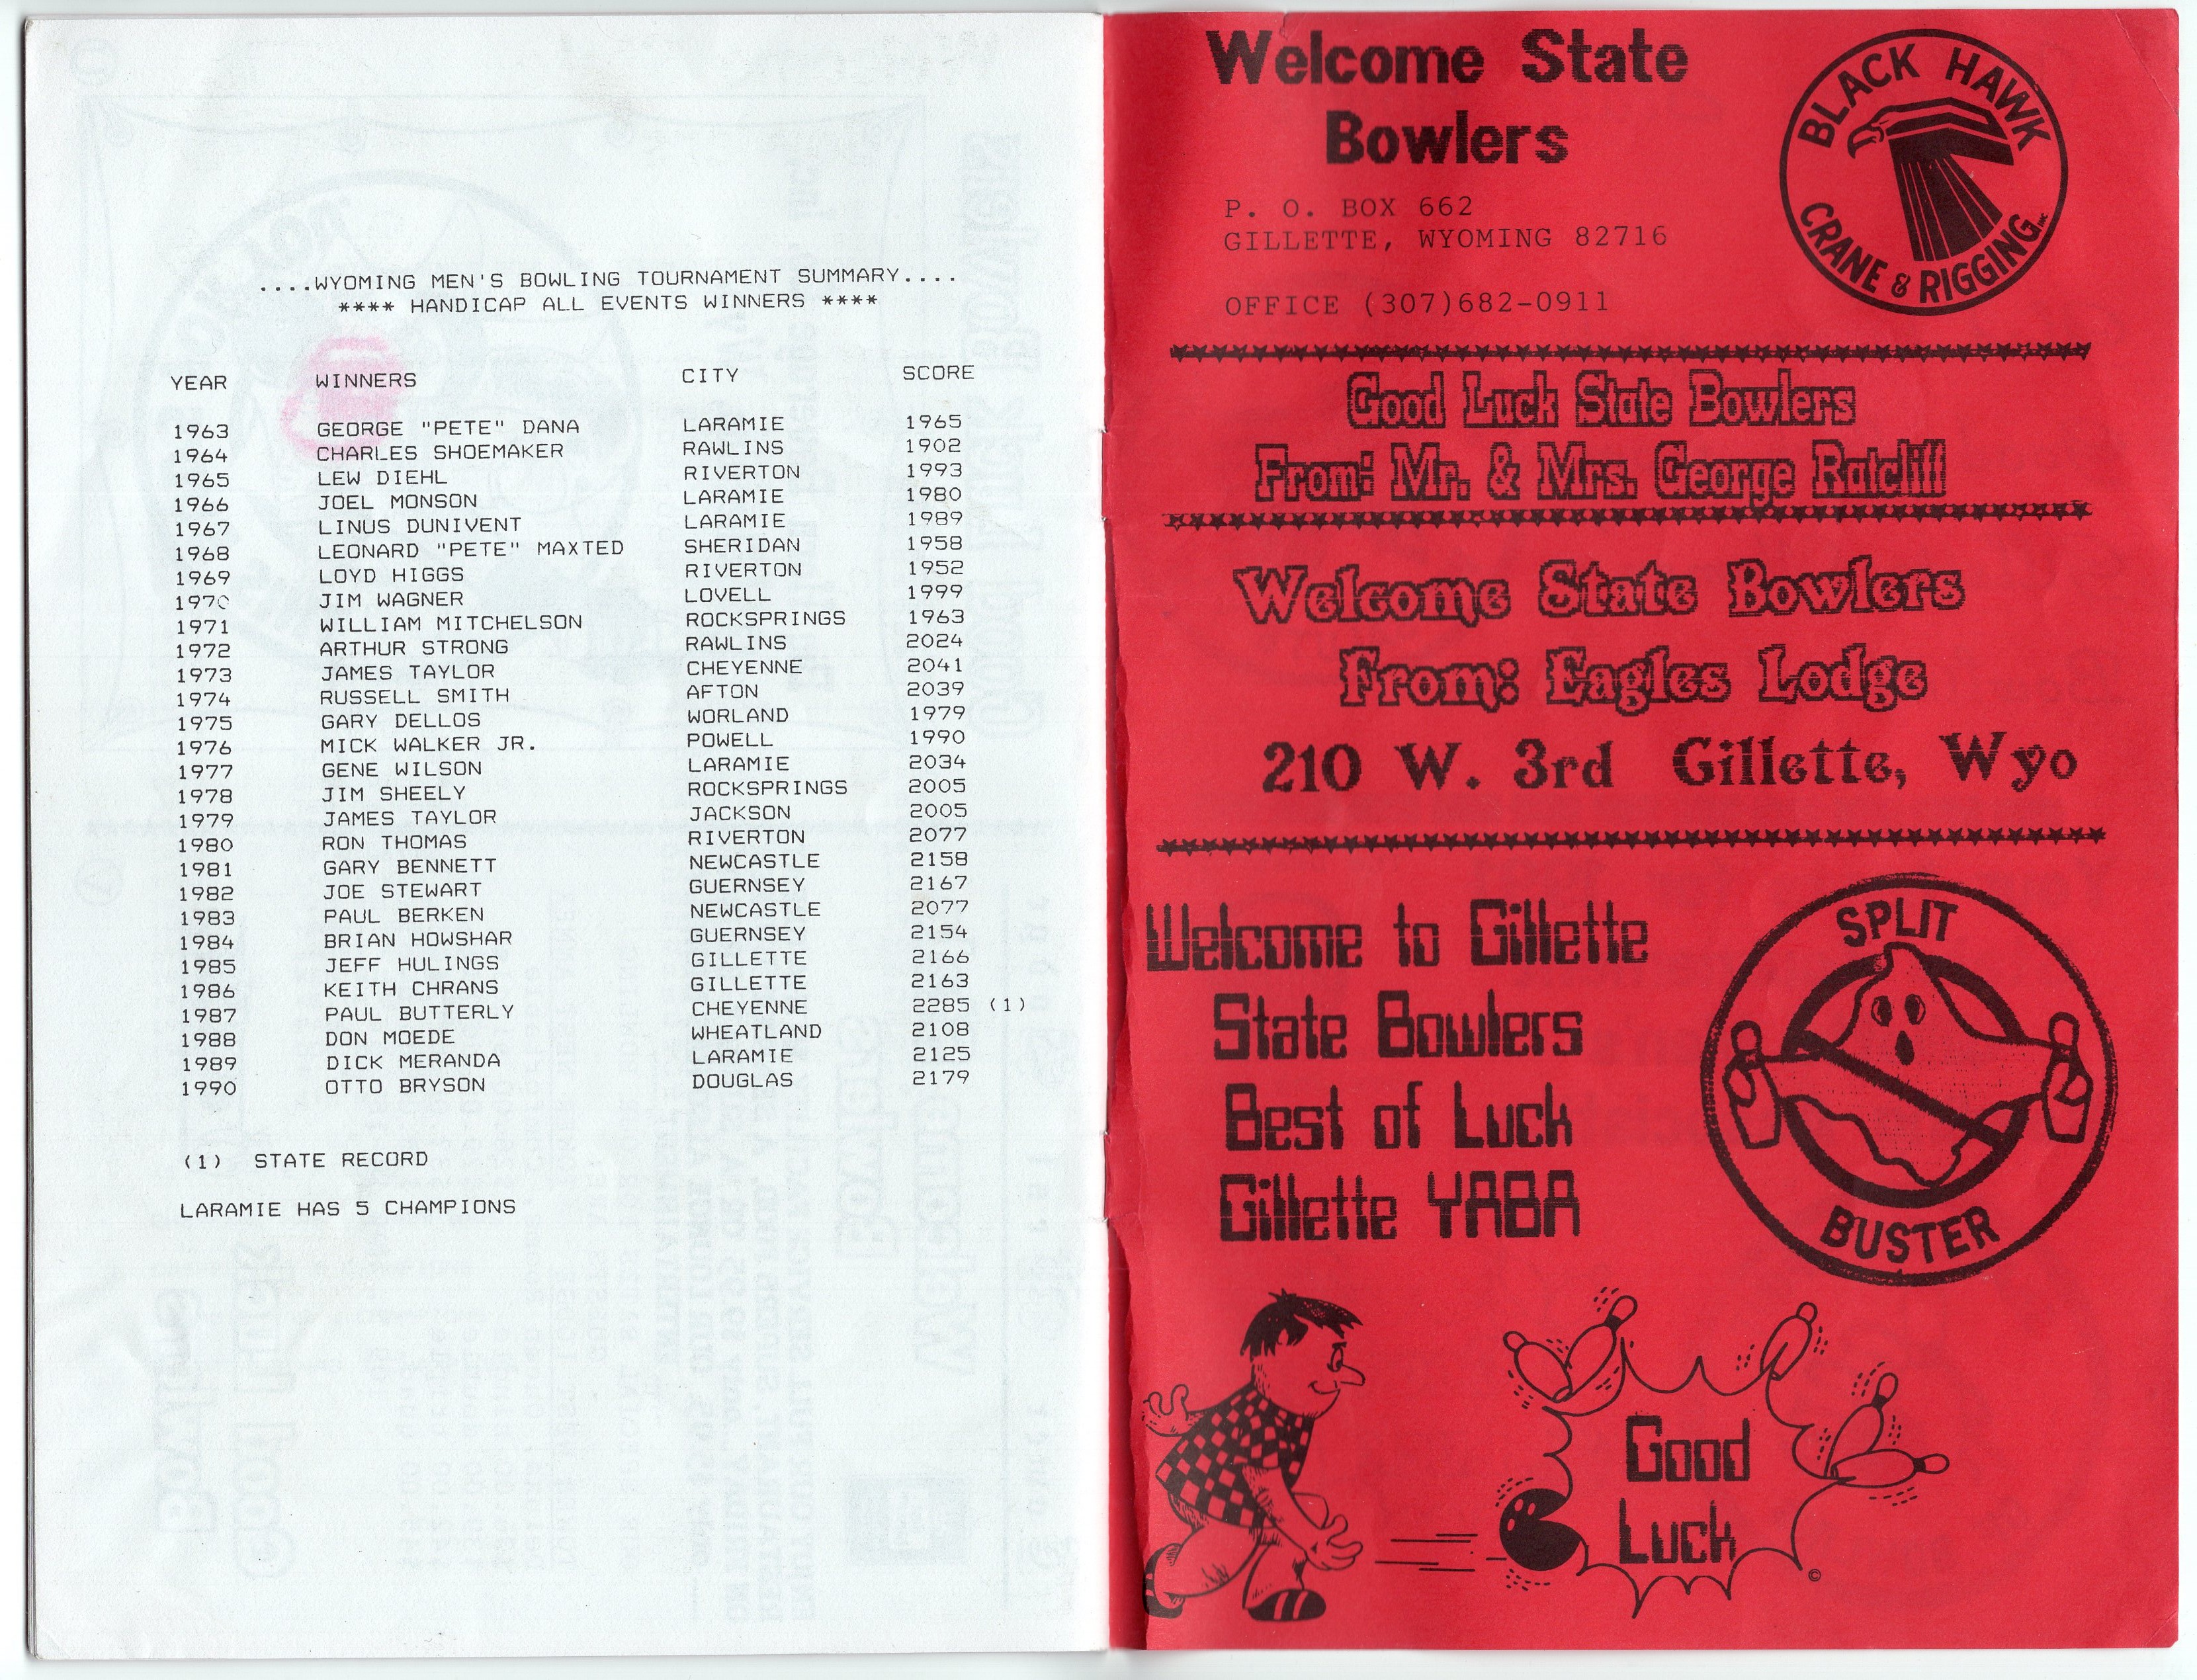 ....WYOMING MEN'S BOWLING TOURNAMENT SUMMARY....
**** HANDICAP ALL EVENTS WINNERS ****
YEAR WINNERS CITY SCORE
1963 GEORGE "PETE" DANA LARAMIE 1965
1964 CHARLES SHOEMAKER RAWLINS 1902
1965 LEW DIEHL RIVERTON 1993
1966 JOEL MONSON LARAMIE 1980
1967 LINUS DUNIVENT LARAMIE 1989
1968 LEONARD "PETE" MAXTED SHERIDAN 1958
1969 LOYD HIGGS RIVERTON 1952
1970 JIM WAGNER LOVELL 1999
1971 WILLIAM MITCHELSON ROCKSPRINGS 1963
1972 ARTHUR STRONG RAWLINS 2024
1973 JAMES TAYLOR CHEYENNE 2041
1974 RUSSELL SMITH AFTON 2039
1975 GARY DELLOS WORLAND 1979
1976 MICK WALKER JR. POWELL 1990
1977 GENE WILSON LARAMIE 2034
1978 JIM SHEELY ROCKSPRINGS 2005
1979 JAMES TAYLOR JACKSON 2005
1980 RON THOMAS RIVERTON 2077
1981 GARY BENNETT NEWCASTLE 2158
1982 JOE STEWART GUERNSEY 2167
1983 PAUL BERKEN NEWCASTLE 2077
1984 BRIAN HOWSHAR GUERNSEY 2154
1985 JEFF HULINGS GILLETTE 2166
1986 KEITH CHRANS GILLETTE 2163
1987 PAUL BUTTERLY CHEYENNE 2285 (1)
1988 DON MOEDE WHEATLAND 2108
1989 DICK MERANDA LARAMIE 2125
1990 OTTO BRYSON DOUGLAS 2179
(1) STATE RECORD
LARAMIE HAS 5 CHAMPIONS
Welcome State
Bowlers
P. O. BOX 662
GILLETTE, WYOMING 82716
OFFICE (307)682-0911
BLACK HAWK
CRANE & RIGGING INC
Good Luck State Bowlers
From: Mr. & Mrs. George Ratcliff
Welcome State Bowlers
From: Eagles Lodge
210 W. 3rd Gillette, Wyo
Welcome to Gillette
State Bowlers
Best of Luck
Gillette YABA
SPLIT
BUSTER
Good
Luck
©